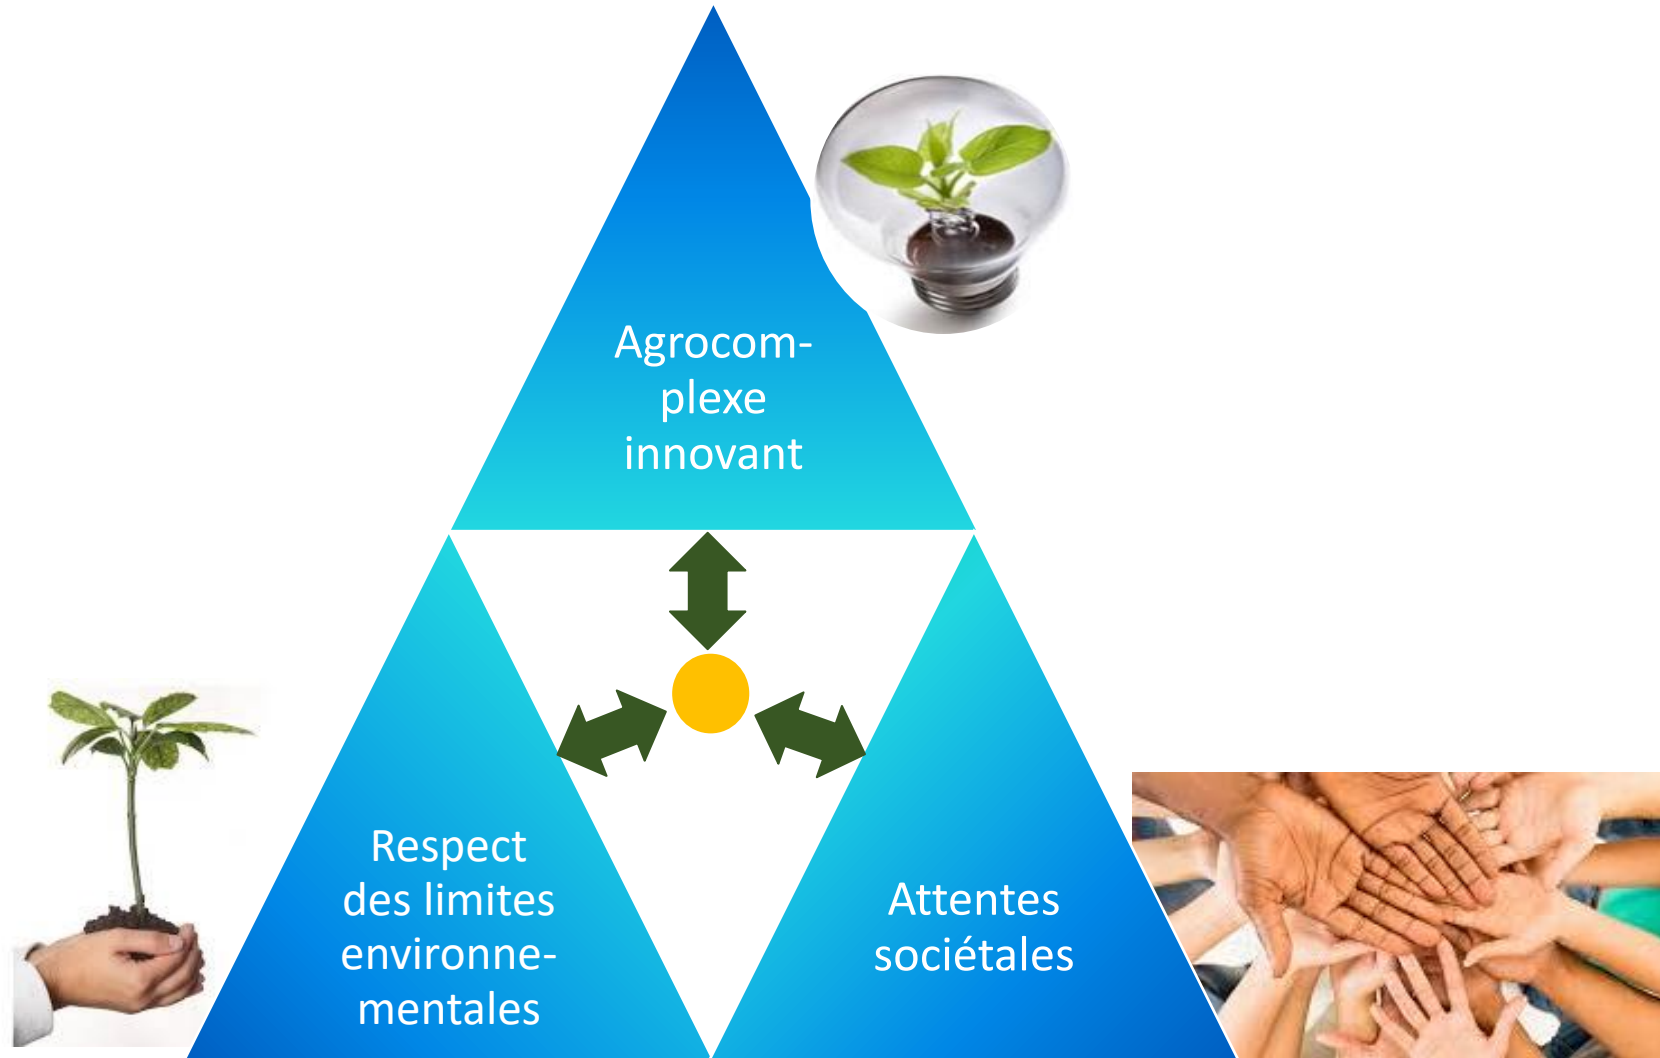 Agrocom-
plexe
innovant
Respect
des limites
environne-
mentales
Attentes
sociétales